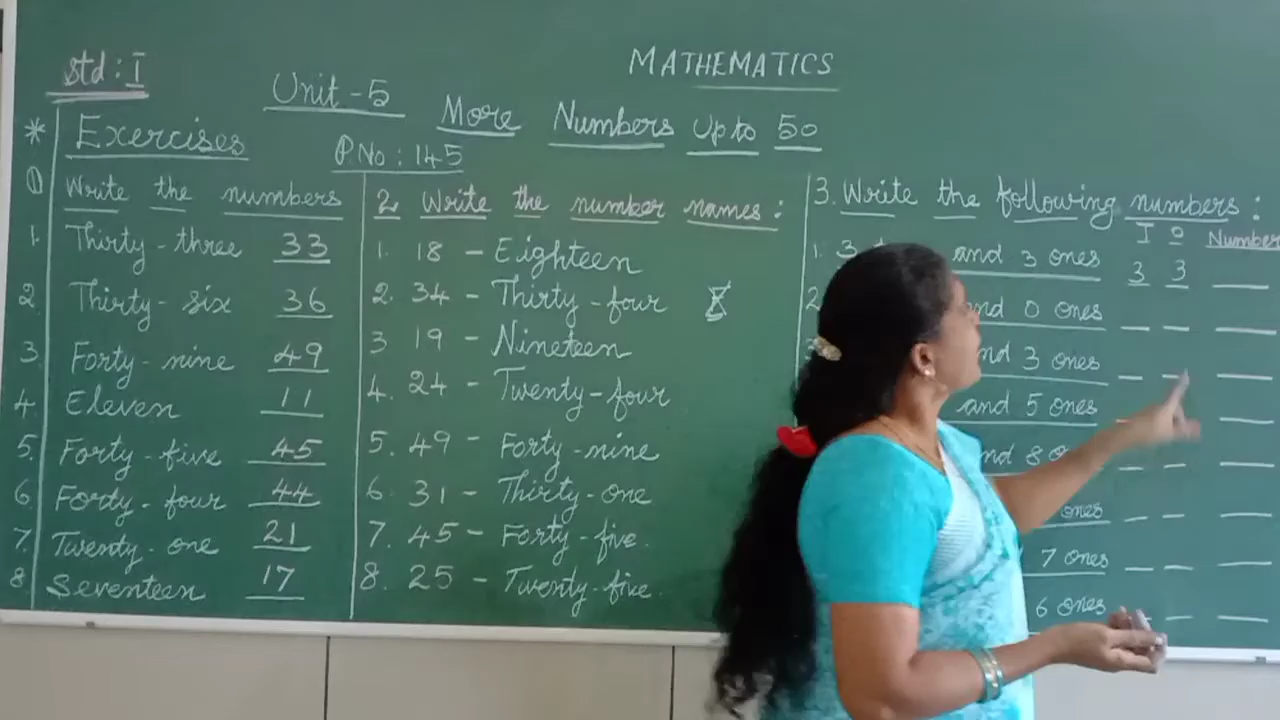 Std : I
MATHEMATICS
Unit - 5 More Numbers Up to 50
* Exercises P.No : 145
1 Write the numbers
1. Thirty-three 33
2. Thirty-six 36
3. Forty-nine 49
4. Eleven 11
5. Forty-five 45
6. Forty-four 44
7. Twenty-one 21
8 Seventeen 17
2. Write the number names :
1. 18 - Eighteen
2. 34 - Thirty-four
3 19 - Nineteen
4. 24 - Twenty-four
5. 49 - Forty-nine
6. 31 - Thirty-one
7. 45 - Forty-five.
8. 25 - Twenty-five.
3. Write the following numbers :
T O Number
1. 3 and 3 ones 3 3
2 and 0 ones
and 3 ones
and 5 ones
and 8
ones
7 ones
6 ones